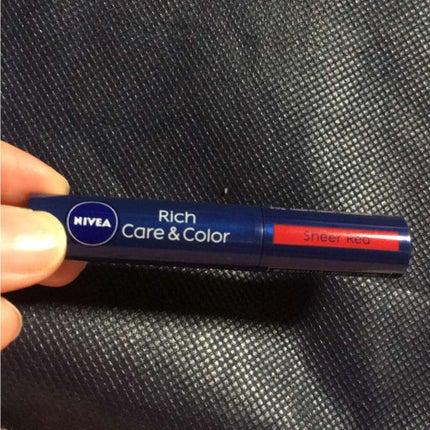 NIVEA
Rich
Care & Color
Sheer Red